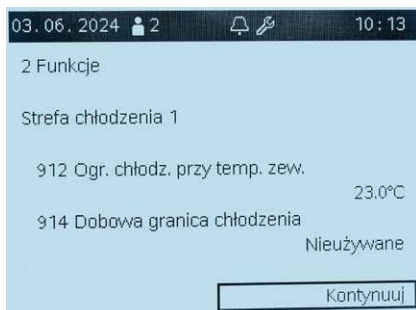 03.06.2024 2 10:13
2 Funkcje
Strefa chłodzenia 1
912 Ogr. chłodz. przy temp. zew.
23.0°C
914 Dobowa granica chłodzenia
Nieużywane
Kontynuuj